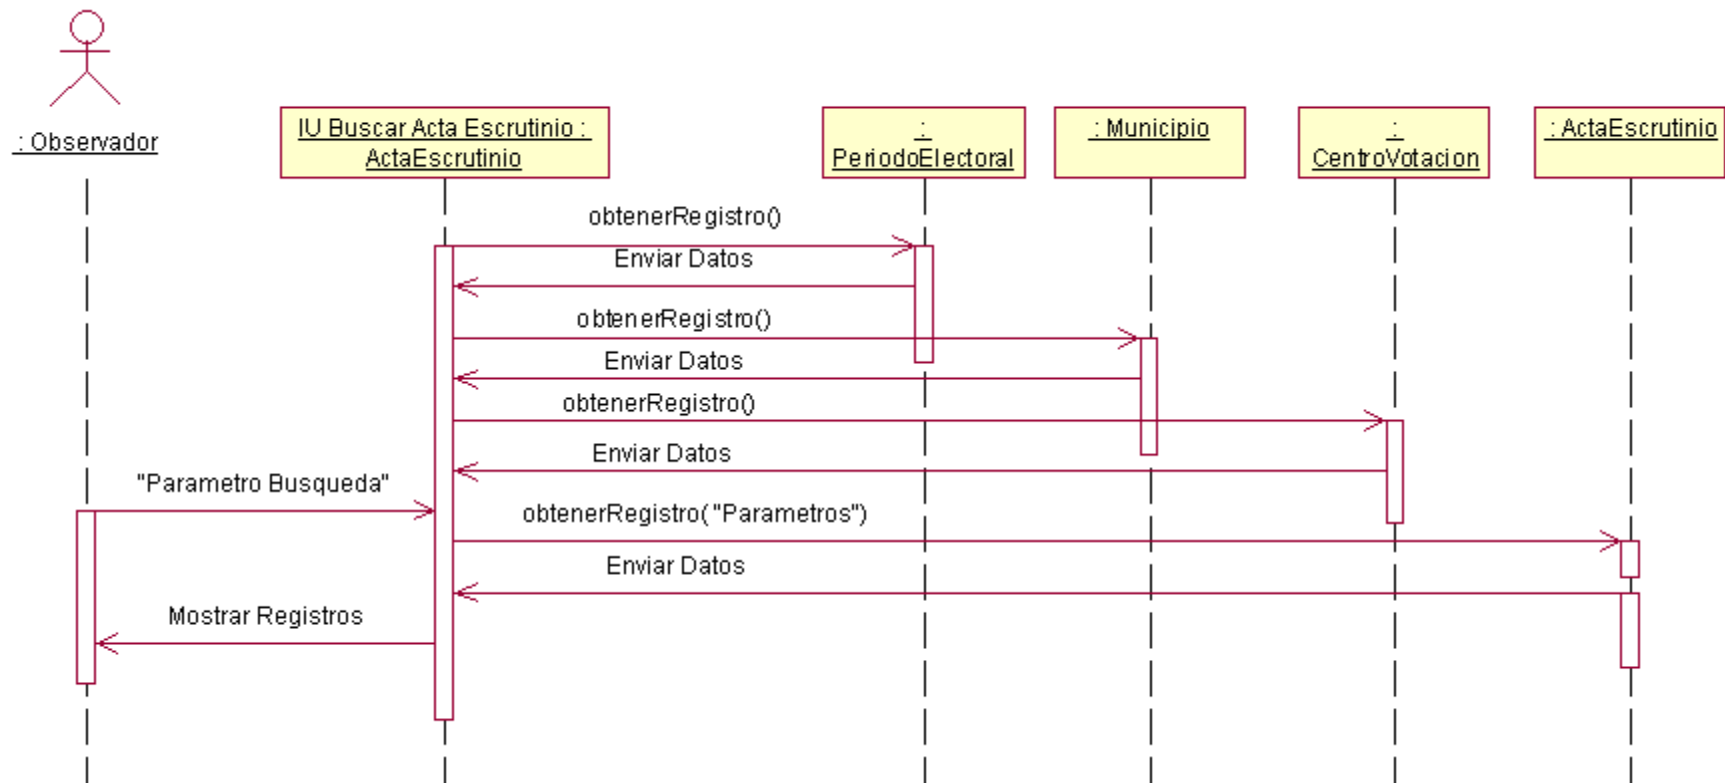 : Observador
IU Buscar Acta Escrutinio :
ActaEscrutinio
:
PeriodoElectoral
: Municipio
:
CentroVotacion
: ActaEscrutinio
obtenerRegistro()
Enviar Datos
obtenerRegistro()
Enviar Datos
obtenerRegistro()
Enviar Datos
"Parametro Busqueda"
obtenerRegistro( "Parametros")
Enviar Datos
Mostrar Registros